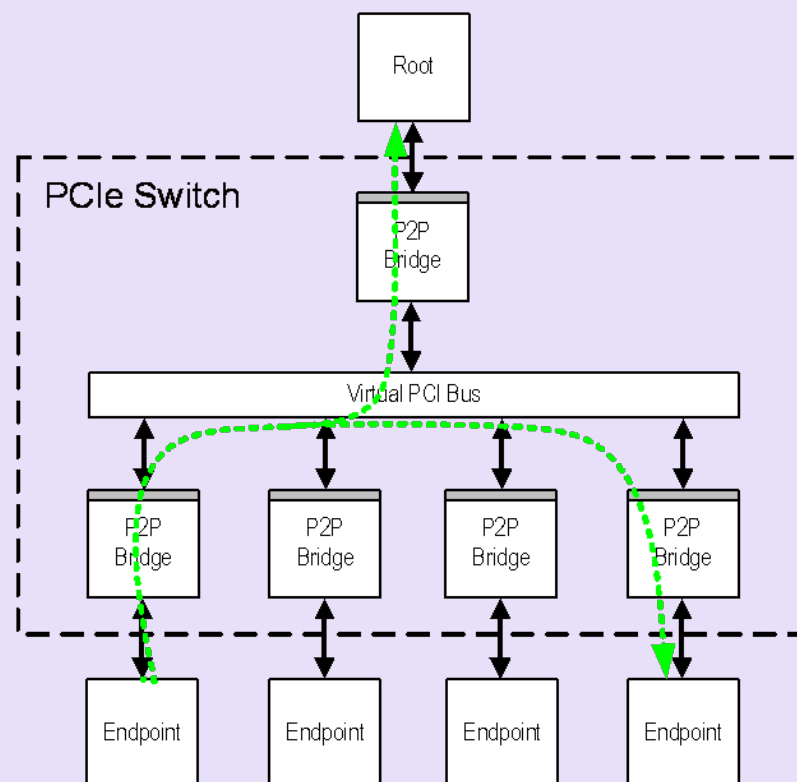 Root
PCIe Switch
P2P
Bridge
Virtual PCI Bus
P2P
Bridge
P2P
Bridge
P2P
Bridge
P2P
Bridge
Endpoint
Endpoint
Endpoint
Endpoint